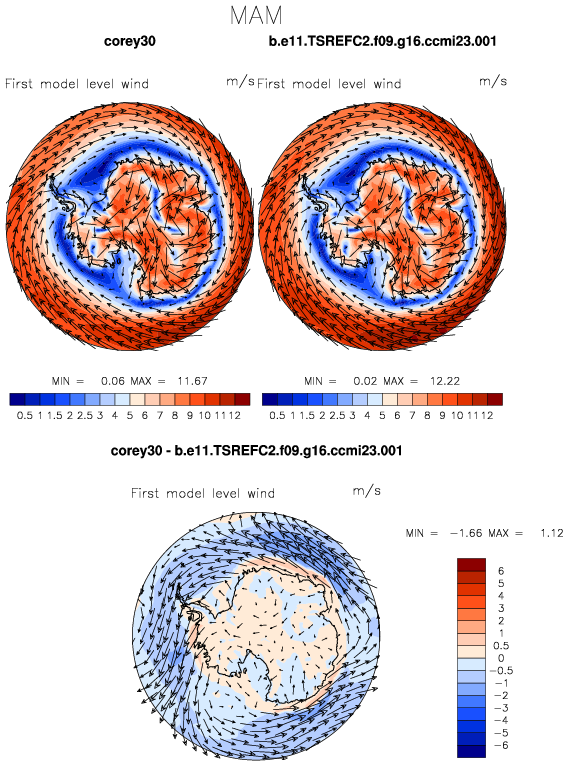 MAM
corey30 b.e11.TSREFC2.f09.g16.ccmi23.001
First model level wind m/s First model level wind m/s
MIN = 0.06 MAX = 11.67 MIN = 0.02 MAX = 12.22
0.5 1 1.5 2 2.5 3 4 5 6 7 8 9 10 11 12 0.5 1 1.5 2 2.5 3 4 5 6 7 8 9 10 11 12
corey30 - b.e11.TSREFC2.f09.g16.ccmi23.001
First model level wind m/s
MIN = -1.66 MAX = 1.12
6
5
4
3
2
1
0.5
0
-0.5
-1
-2
-3
-4
-5
-6